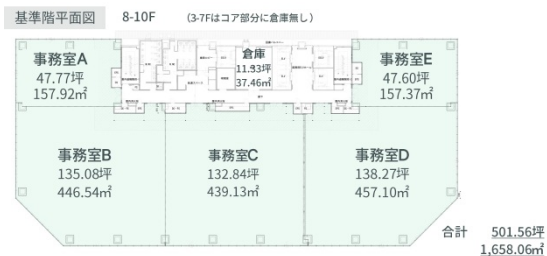 基準階平面図 8-10F (3-7Fはコア部分に倉庫無し)
倉庫
11.33坪
37.46㎡
事務室A
47.77坪
157.92㎡
事務室E
47.60坪
157.37㎡
事務室B
135.08坪
446.54㎡
事務室C
132.84坪
439.13㎡
事務室D
138.27坪
457.10㎡
合計 501.56坪
1,658.06㎡